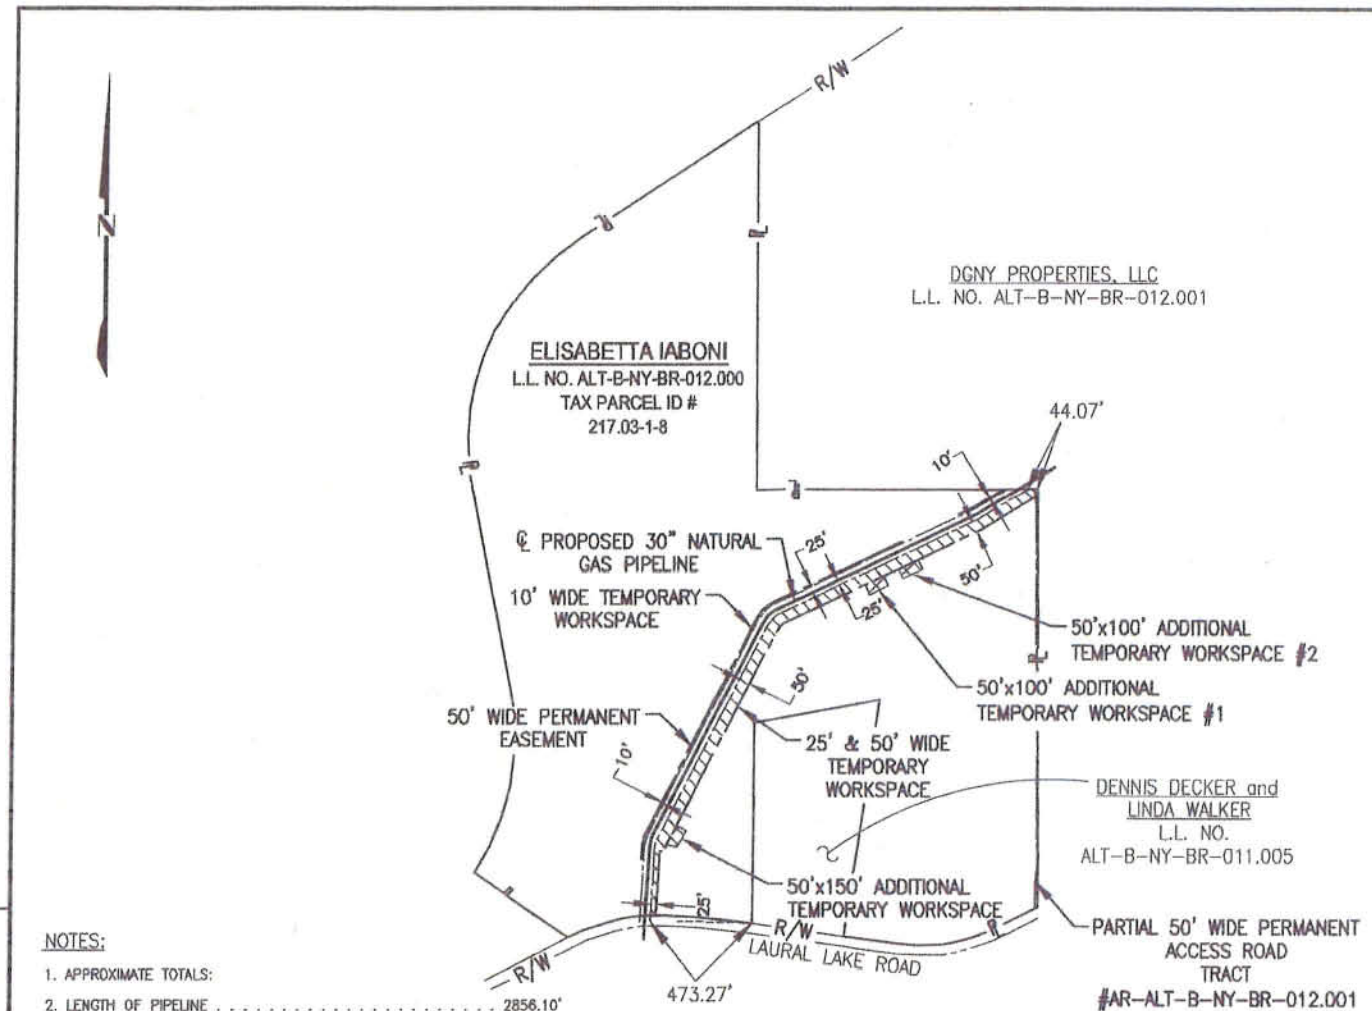 R/W
N
P/L
P/L
DGNY PROPERTIES, LLC
L.L. NO. ALT-B-NY-BR-012.001
ELISABETTA IABONI
L.L. NO. ALT-B-NY-BR-012.000
TAX PARCEL ID #
217.03-1-8
44.07'
P/L
10'
P/L
℄ PROPOSED 30" NATURAL
GAS PIPELINE
25'
50'
25'
10' WIDE TEMPORARY
WORKSPACE
50'x100' ADDITIONAL
TEMPORARY WORKSPACE #2
P/L
50'
50'x100' ADDITIONAL
TEMPORARY WORKSPACE #1
50' WIDE PERMANENT
EASEMENT
25' & 50' WIDE
TEMPORARY
WORKSPACE
10'
DENNIS DECKER and
LINDA WALKER
L.L. NO.
ALT-B-NY-BR-011.005
50'x150' ADDITIONAL
TEMPORARY WORKSPACE
25'
R/W
LAURAL LAKE ROAD
PARTIAL 50' WIDE PERMANENT
ACCESS ROAD
TRACT
#AR-ALT-B-NY-BR-012.001
R/W
473.27'
NOTES:
1. APPROXIMATE TOTALS:
2. LENGTH OF PIPELINE . . . . . . . . . . . . . . . . . . . . . . . . . . . . 2856.10'